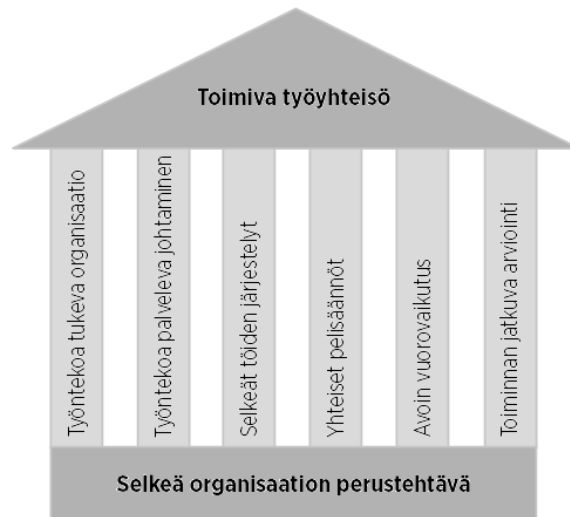 Toimiva työyhteisö
Työntekoa tukeva organisaatio
Työntekoa palveleva johtaminen
Selkeät töiden järjestelyt
Yhteiset pelisäännöt
Avoin vuorovaikutus
Toiminnan jatkuva arviointi
Selkeä organisaation perustehtävä